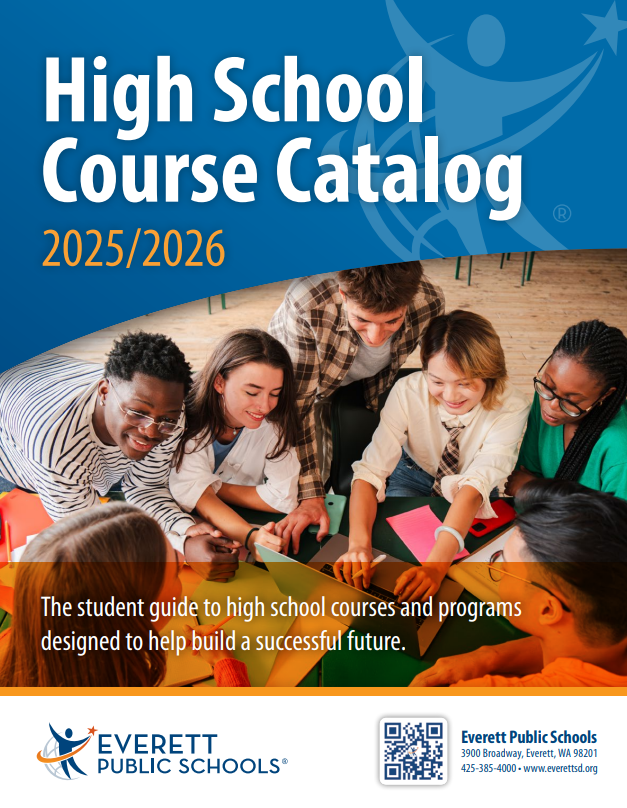 High School
Course Catalog
2025/2026
®
The student guide to high school courses and programs
designed to help build a successful future.
EVERETT
PUBLIC SCHOOLS®
Everett Public Schools
3900 Broadway, Everett, WA 98201
425-385-4000 • www.everettsd.org